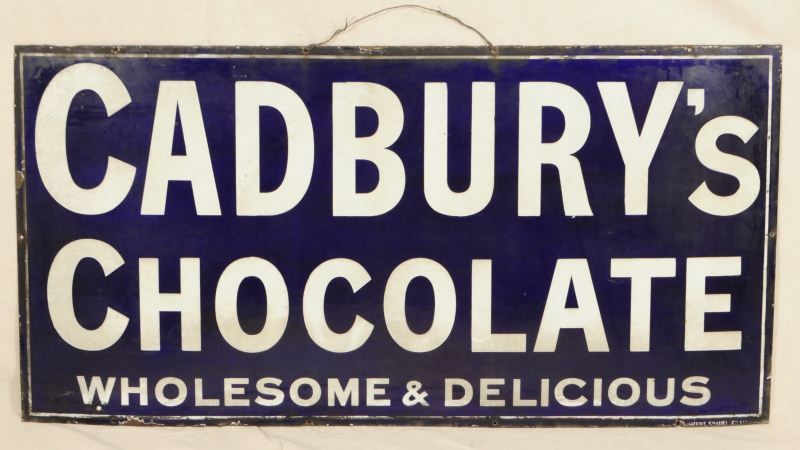 CADBURY'S
CHOCOLATE
WHOLESOME & DELICIOUS